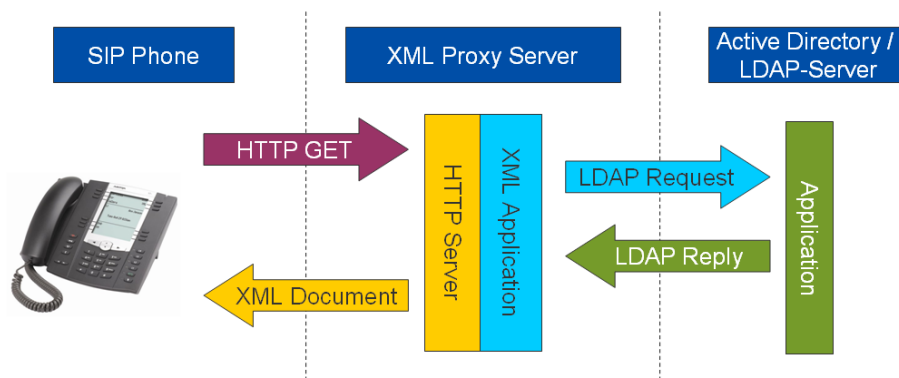 SIP Phone
XML Proxy Server
Active Directory /
LDAP-Server
HTTP GET
LDAP Request
HTTP Server
XML Application
Application
LDAP Reply
XML Document